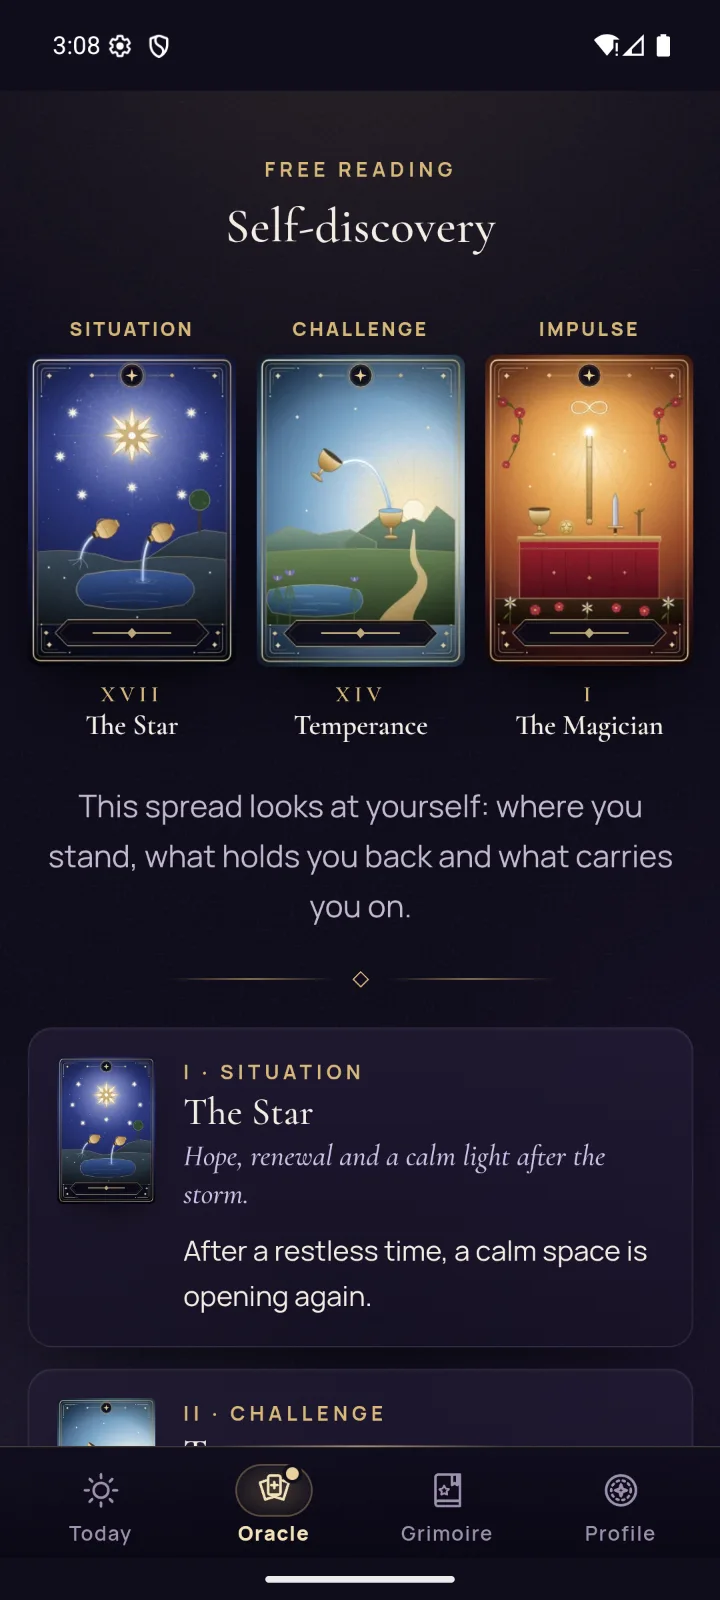 3:08
FREE READING
Self-discovery
SITUATION CHALLENGE IMPULSE
XVII XIV I
The Star Temperance The Magician
This spread looks at yourself: where you
stand, what holds you back and what carries
you on.
I · SITUATION
The Star
Hope, renewal and a calm light after the
storm.
After a restless time, a calm space is
opening again.
II · CHALLENGE
Today Oracle Grimoire Profile